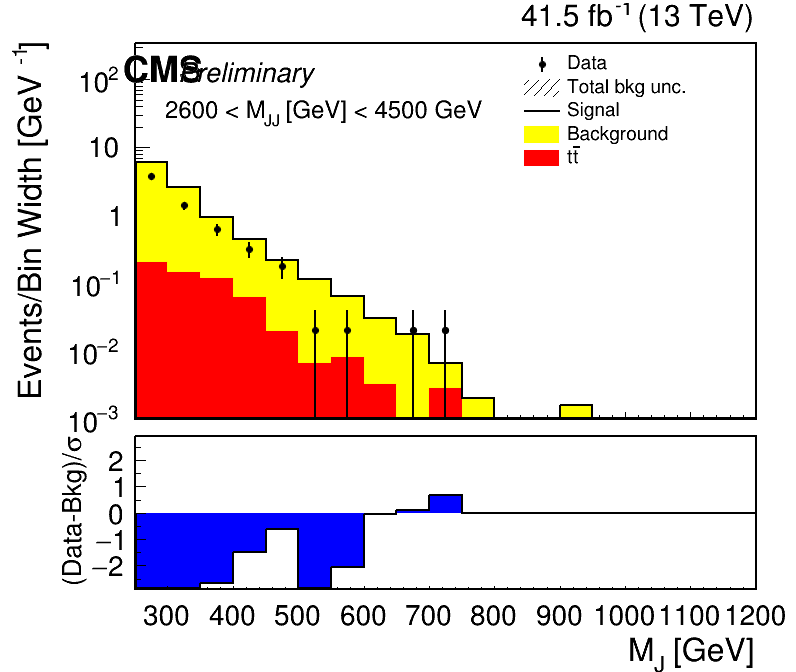 41.5 fb⁻¹ (13 TeV)
CMS Preliminary
2600 < M_JJ [GeV] < 4500 GeV
Data
Total bkg unc.
Signal
Background
tt̄
Events/Bin Width [GeV⁻¹]
10²
10
1
10⁻¹
10⁻²
10⁻³
(Data-Bkg)/σ
2
1
0
−1
−2
300 400 500 600 700 800 900 1000 1100 1200
M_J [GeV]